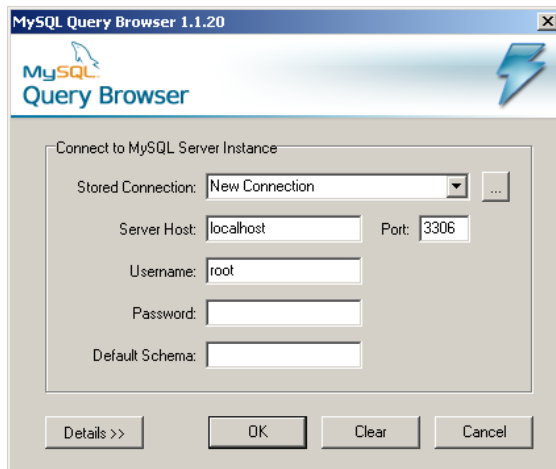 MySQL Query Browser 1.1.20
MySQL
Query Browser
Connect to MySQL Server Instance
Stored Connection: New Connection ...
Server Host: localhost Port: 3306
Username: root
Password:
Default Schema:
Details >> OK Clear Cancel